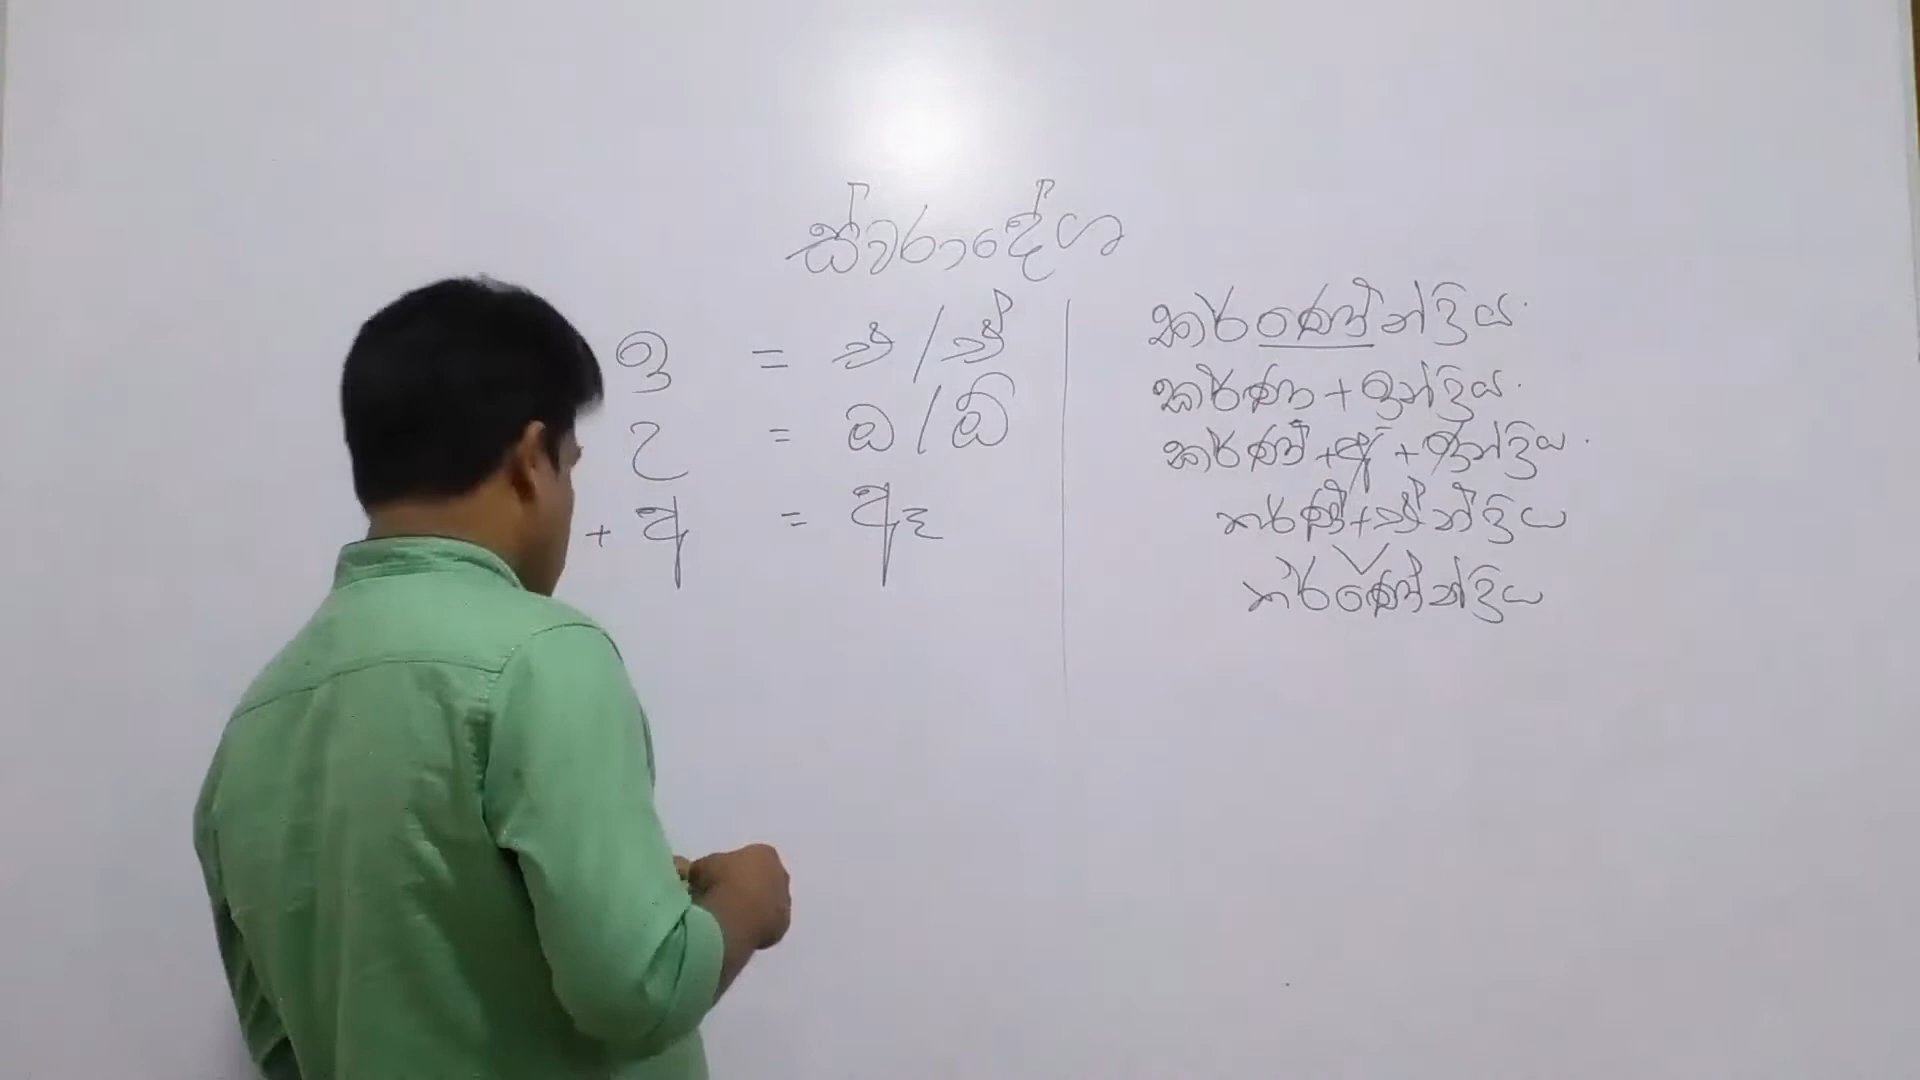 ස්වරාදේශ
ඉ = එ / ඒ
උ = ඔ / ඕ
+ අ = ඈ
කර්ණේන්ද්‍රිය.
කර්ණ + ඉන්ද්‍රිය.
කර්ණ් + අ + ඉන්ද්‍රිය.
කර්ණ් + ඒන්ද්‍රිය
කර්ණේන්ද්‍රිය